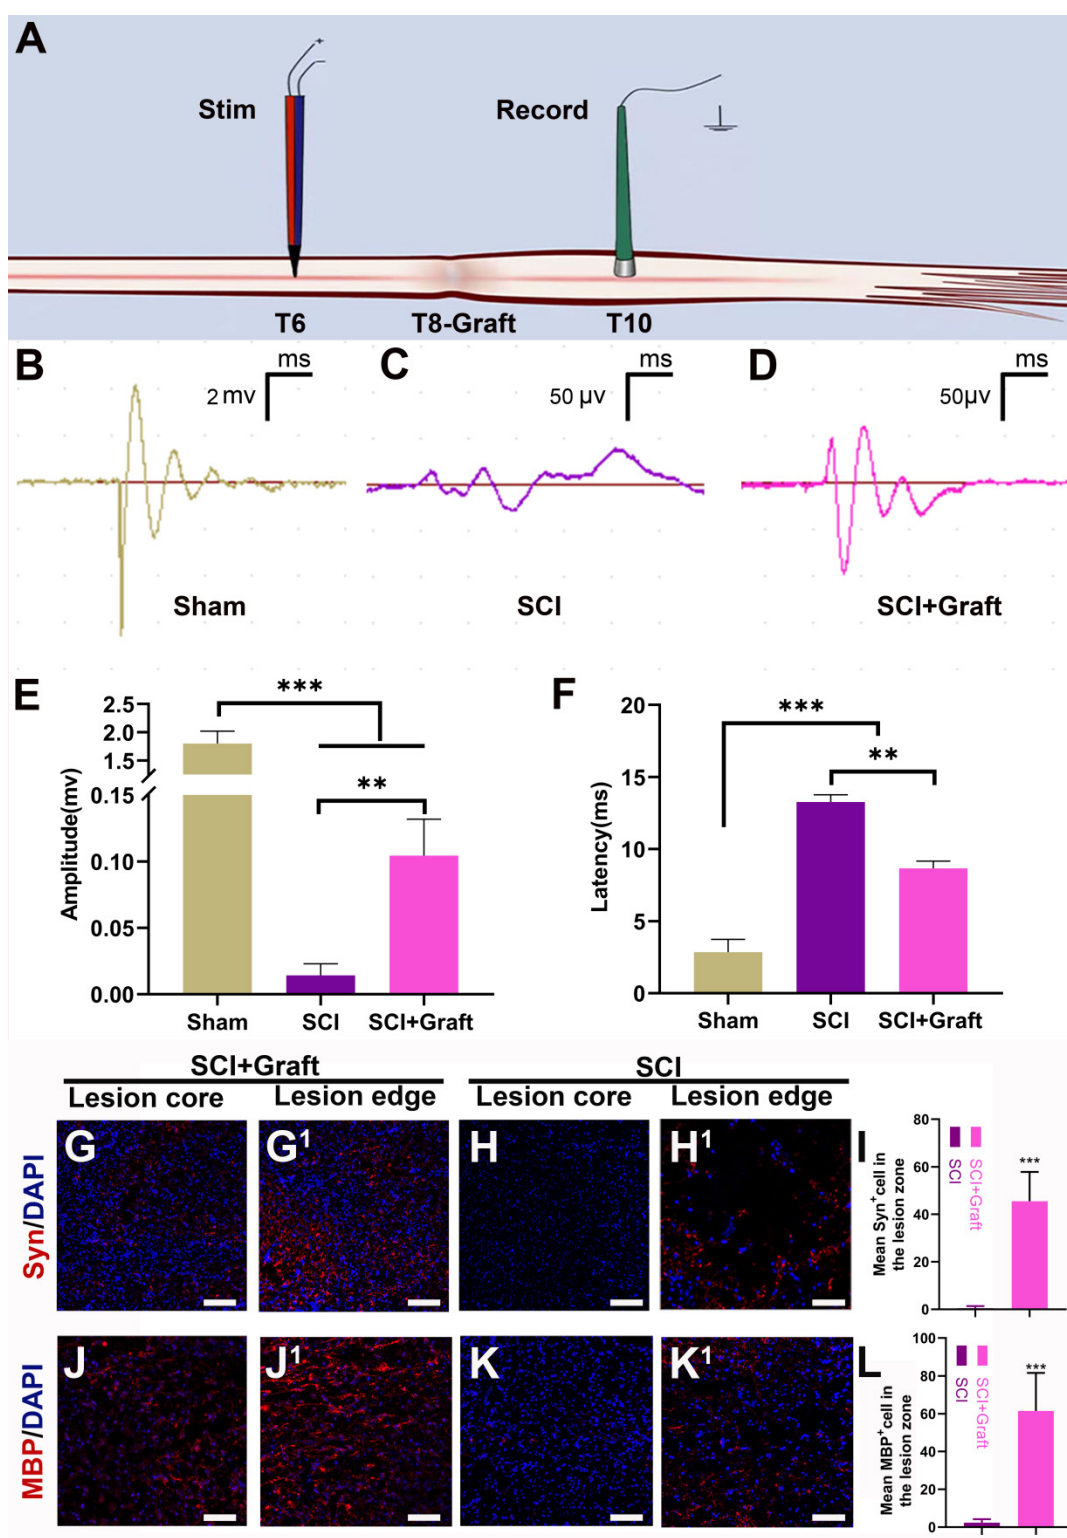 A
+
−
Stim
Record
T6
T8-Graft
T10
B
ms
2 mv
Sham
C
ms
50 μv
SCI
D
ms
50μv
SCI+Graft
E
Amplitude(mv)
2.5
2.0
1.5
0.15
0.10
0.05
0.00
***
**
Sham
SCI
SCI+Graft
F
Latency(ms)
20
15
10
5
0
***
**
Sham
SCI
SCI+Graft
SCI+Graft
SCI
Lesion core
Lesion edge
Lesion core
Lesion edge
Syn/DAPI
G
G1
H
H1
I
Mean Syn+cell in
the lesion zone
80
60
40
20
0
SCI
SCI+Graft
***
MBP/DAPI
J
J1
K
K1
L
Mean MBP+cell in
the lesion zone
100
80
60
40
20
0
SCI
SCI+Graft
***